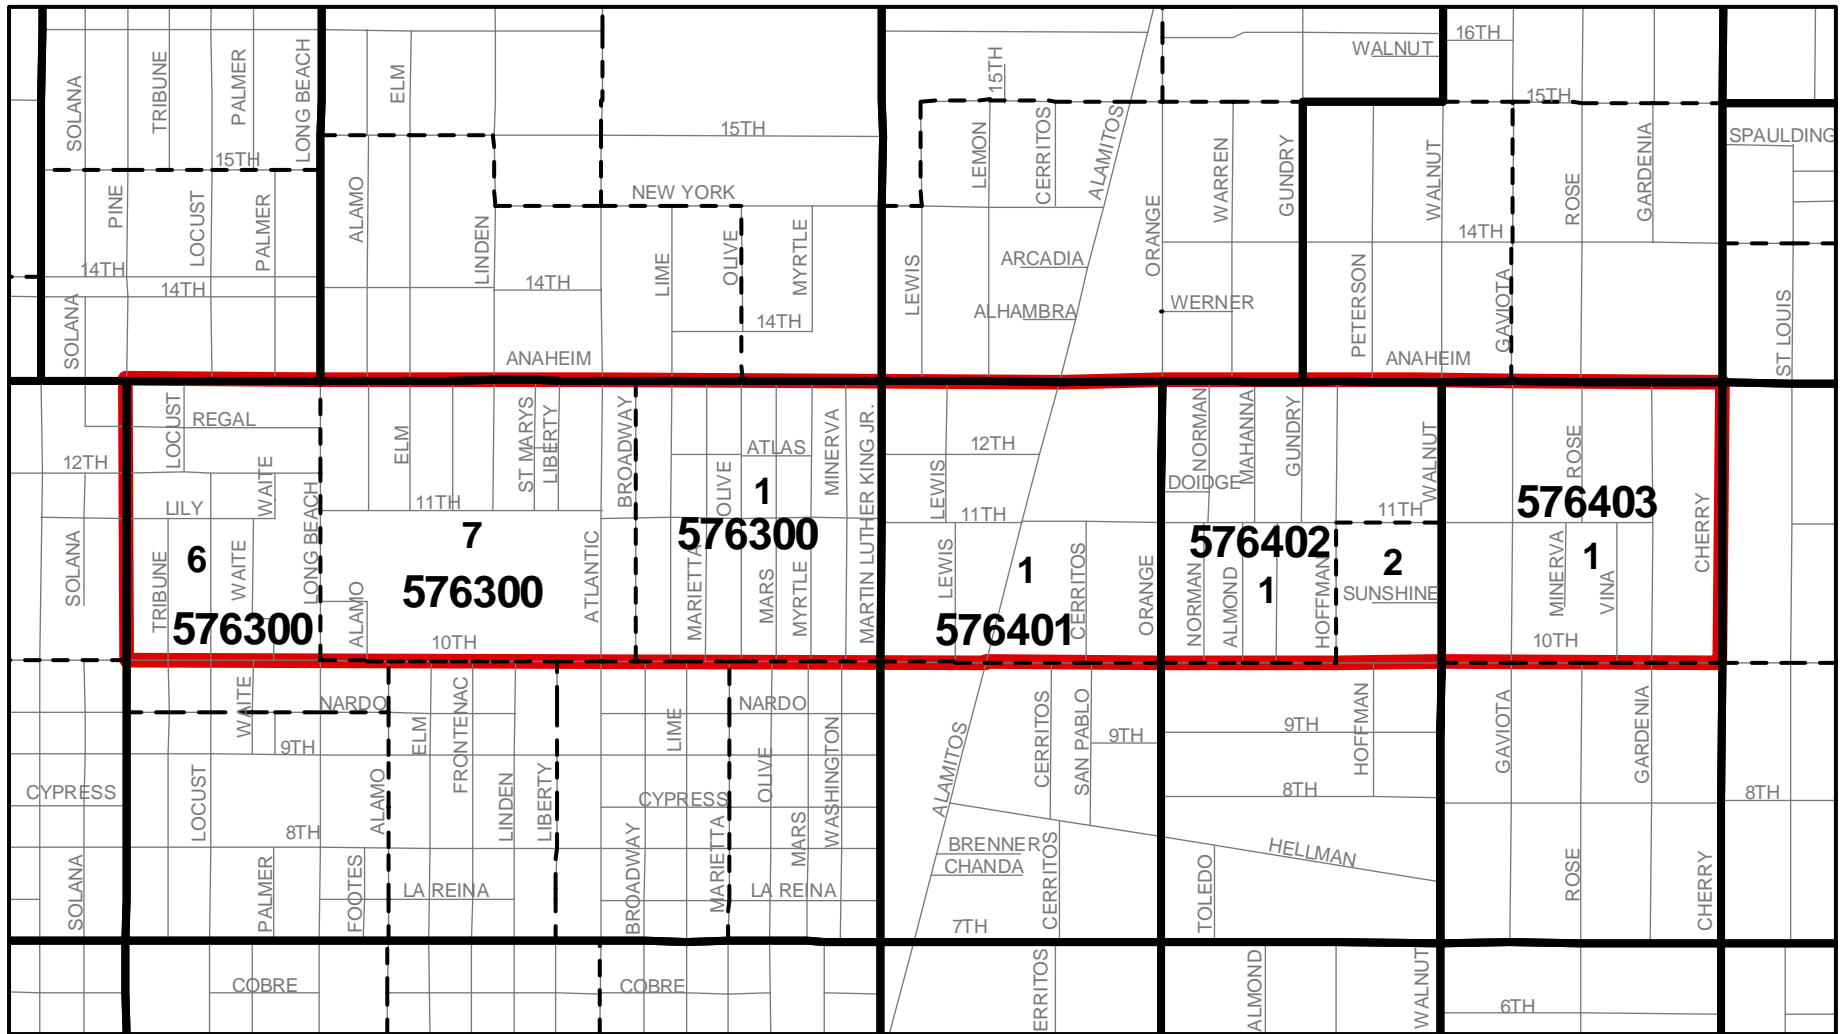 16TH
WALNUT
SOLANA
TRIBUNE
PALMER
LONG BEACH
ELM
15TH
15TH
15TH
15TH
LEMON
CERRITOS
ALAMITOS
WARREN
GUNDRY
WALNUT
ROSE
GARDENIA
SPAULDING
PINE
LOCUST
PALMER
ALAMO
LINDEN
NEW YORK
LIME
OLIVE
MYRTLE
ORANGE
14TH
14TH
14TH
14TH
14TH
SOLANA
LEWIS
ARCADIA
ALHAMBRA
WERNER
PETERSON
GAVIOTA
ST LOUIS
ANAHEIM
ANAHEIM
LOCUST
REGAL
12TH
LILY
WAITE
LONG BEACH
ELM
11TH
ST MARYS
LIBERTY
BROADWAY
ATLAS
OLIVE
MINERVA
MARTIN LUTHER KING JR.
12TH
LEWIS
11TH
NORMAN
MAHANNA
DOIDGE
GUNDRY
WALNUT
11TH
ROSE
576403
CHERRY
1
576300
7
576300
6
576300
SOLANA
TRIBUNE
WAITE
ALAMO
10TH
ATLANTIC
MARIETTA
MARS
MYRTLE
LEWIS
1
576401
CERRITOS
ORANGE
576402
1
NORMAN
ALMOND
HOFFMAN
2
SUNSHINE
MINERVA
1
VINA
10TH
WAITE
NARDO
ELM
FRONTENAC
LIME
NARDO
9TH
LOCUST
ALAMO
CYPRESS
8TH
LINDEN
LIBERTY
CYPRESS
OLIVE
WASHINGTON
MARS
MARIETTA
BROADWAY
ALAMITOS
CERRITOS
SAN PABLO
9TH
9TH
HOFFMAN
8TH
GAVIOTA
GARDENIA
8TH
SOLANA
PALMER
FOOTES
LA REINA
LA REINA
BRENNER
CHANDA
CERRITOS
7TH
TOLEDO
HELLMAN
ROSE
CHERRY
COBRE
COBRE
ERRITOS
ALMOND
WALNUT
6TH